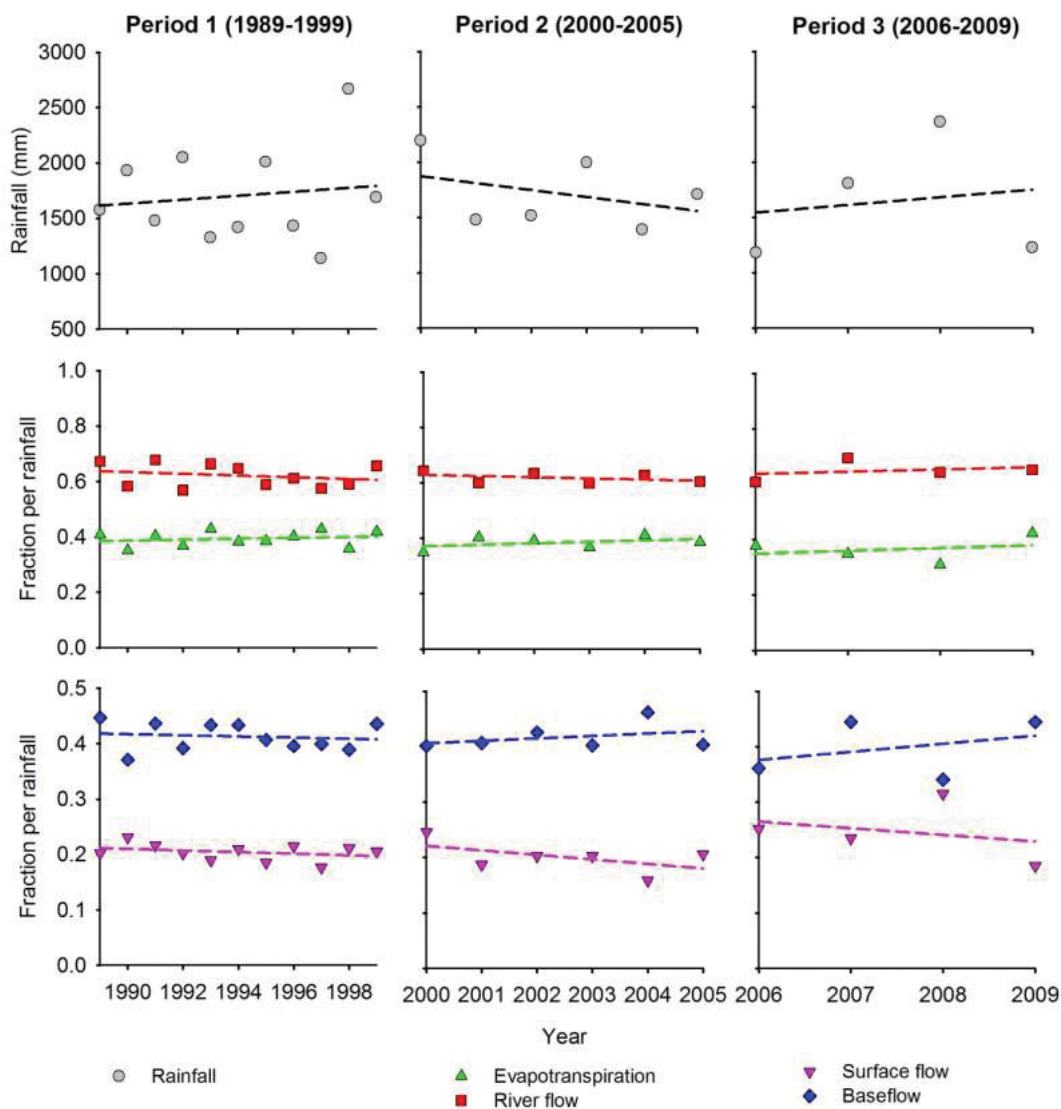 Period 1 (1989-1999) Period 2 (2000-2005) Period 3 (2006-2009)
Rainfall (mm)
3000
2500
2000
1500
1000
500
Fraction per rainfall
1.0
0.8
0.6
0.4
0.2
0.0
Fraction per rainfall
0.5
0.4
0.3
0.2
0.1
0.0
1990 1992 1994 1996 1998 2000 2001 2002 2003 2004 2005 2006 2007 2008 2009
Year
Rainfall Evapotranspiration Surface flow
River flow Baseflow